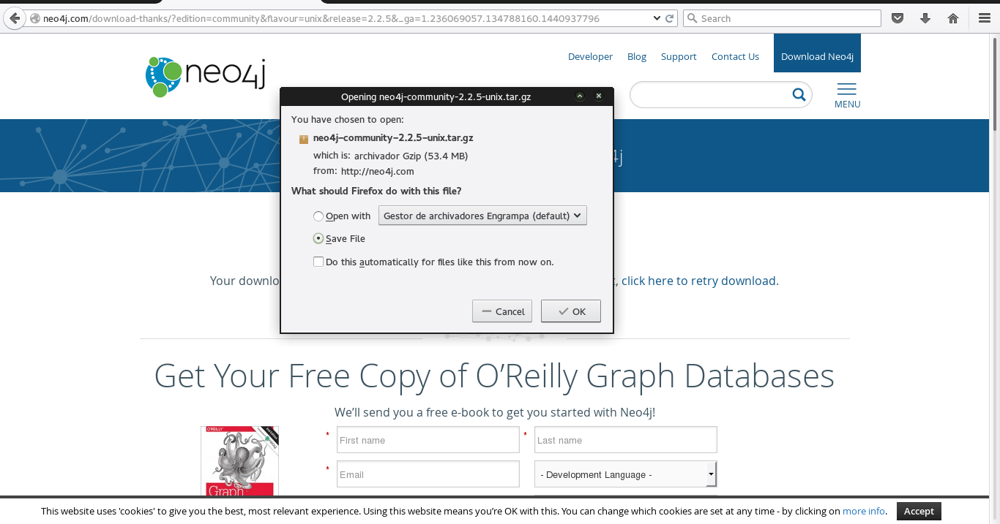 neo4j.com/download-thanks/?edition=community&flavour=unix&release=2.2.5&_ga=1.236069057.134788160.1440937796
Search
neo4j
Developer Blog Support Contact Us Download Neo4j
MENU
Opening neo4j-community-2.2.5-unix.tar.gz
You have chosen to open:
neo4j-community-2.2.5-unix.tar.gz
which is: archivador Gzip (53.4 MB)
from: http://neo4j.com
What should Firefox do with this file?
Open with Gestor de archivadores Engrampa (default)
Save File
Do this automatically for files like this from now on.
Cancel OK
4j
Your downlo
, click here to retry download.
Get Your Free Copy of O’Reilly Graph Databases
We’ll send you a free e-book to get you started with Neo4j!
O'REILLY
Graph
* First name * Last name
* Email - Development Language -
This website uses 'cookies' to give you the best, most relevant experience. Using this website means you’re OK with this. You can change which cookies are set at any time - by clicking on more info. Accept